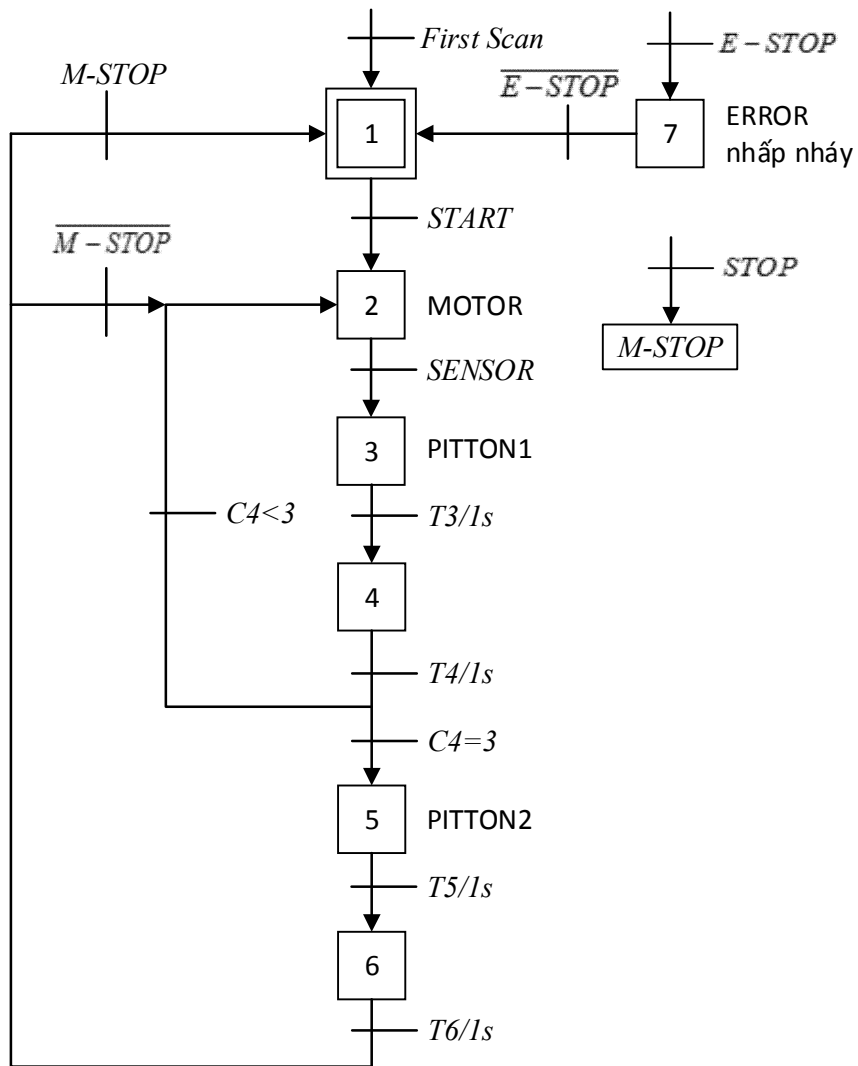 First Scan
E – STOP
M-STOP
E – STOP
1
7
ERROR
nhấp nháy
START
M – STOP
STOP
2
MOTOR
M-STOP
SENSOR
3
PITTON1
C4<3
T3/1s
4
T4/1s
C4=3
5
PITTON2
T5/1s
6
T6/1s